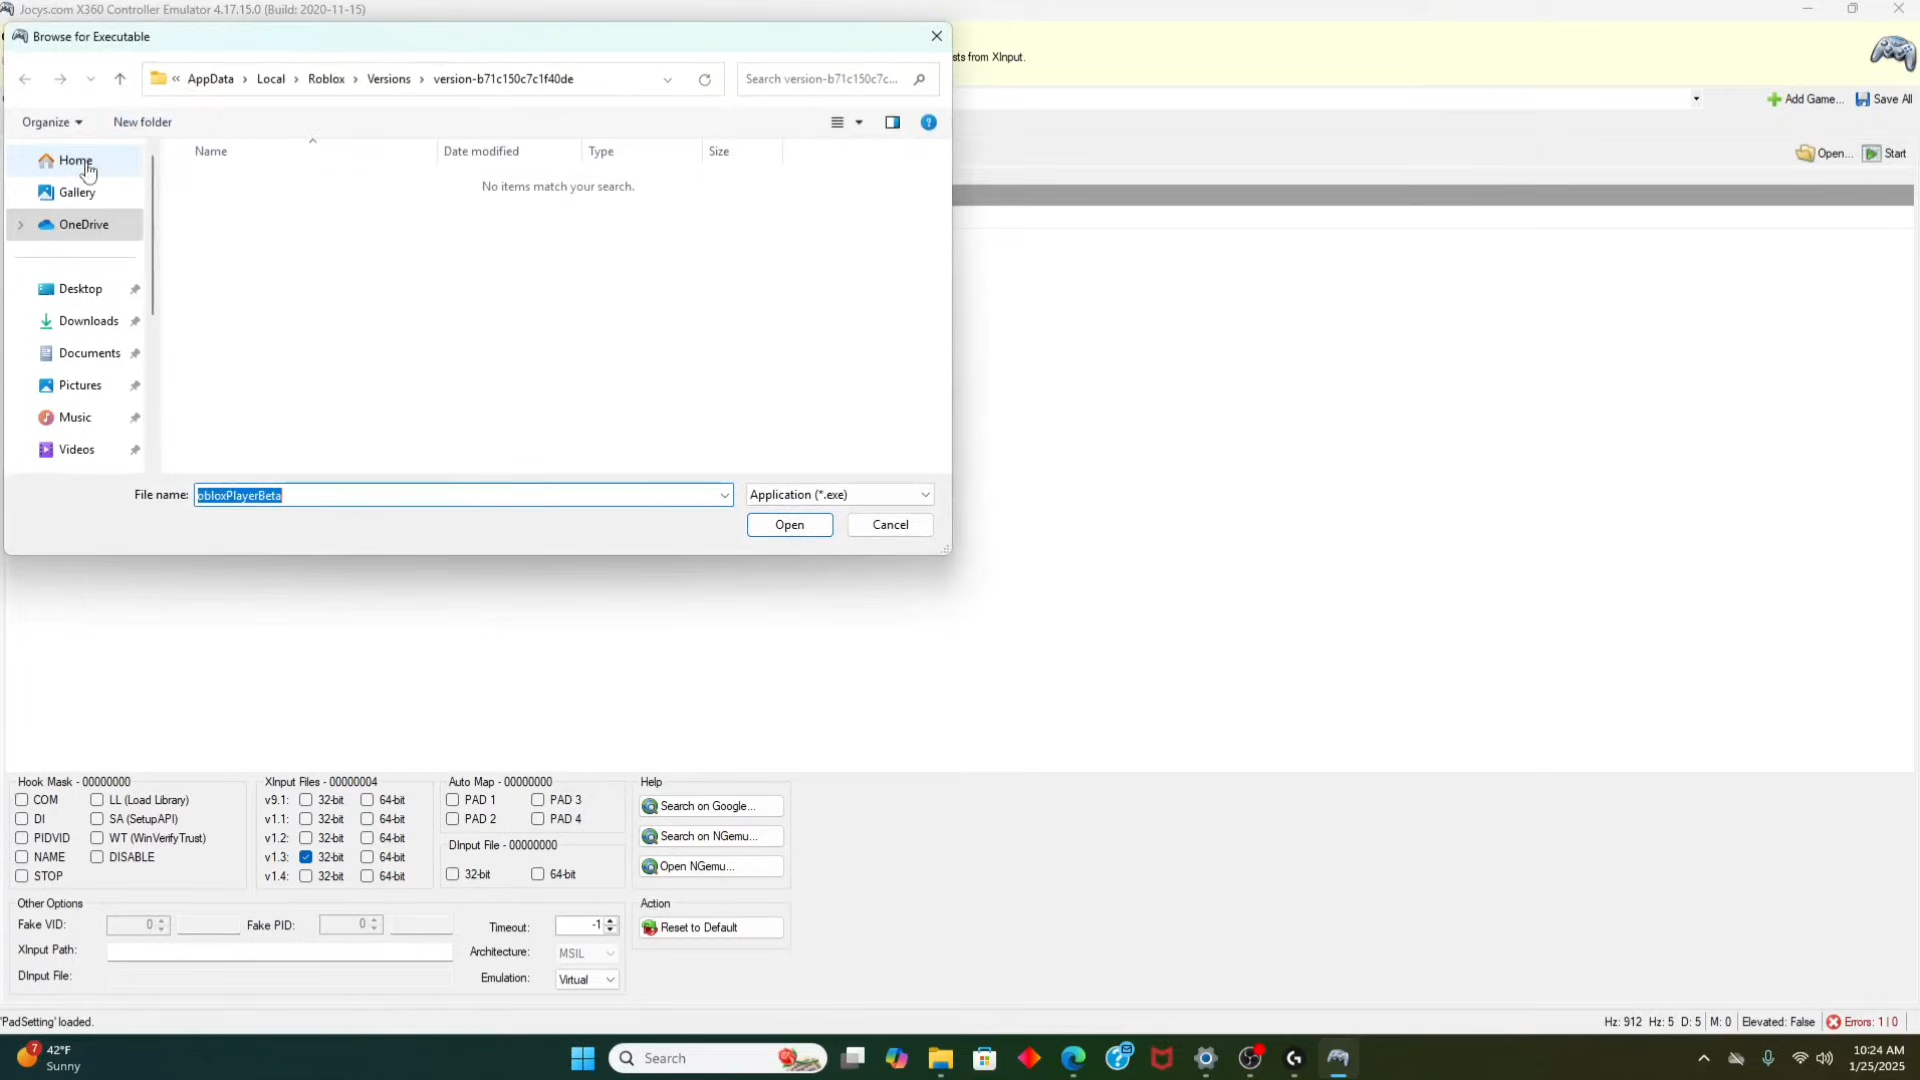 Jocys.com X360 Controller Emulator 4.17.15.0 (Build: 2020-11-15)
Browse for Executable
sts from XInput.
« AppData › Local › Roblox › Versions › version-b71c150c7c1f40de
Search version-b71c150c7c...
Add Game... Save All
Organize New folder
Open... Start
Name Date modified Type Size
No items match your search.
Home
Gallery
OneDrive
Desktop
Downloads
Documents
Pictures
Music
Videos
File name: obloxPlayerBeta Application (*.exe)
Open Cancel
Hook Mask - 00000000 XInput Files - 00000004 Auto Map - 00000000 Help
COM LL (Load Library) v9.1: 32-bit 64-bit PAD 1 PAD 3 Search on Google...
DI SA (SetupAPI) v1.1: 32-bit 64-bit PAD 2 PAD 4
PIDVID WT (WinVerifyTrust) v1.2: 32-bit 64-bit DInput File - 00000000 Search on NGemu...
NAME DISABLE v1.3: 32-bit 64-bit Open NGemu...
STOP v1.4: 32-bit 64-bit 32-bit 64-bit
Other Options Action
Fake VID: 0 Fake PID: 0 Timeout: -1 Reset to Default
XInput Path: Architecture: MSIL
DInput File: Emulation: Virtual
'PadSetting' loaded. Hz: 912 Hz: 5 D: 5 M: 0 Elevated: False Errors: 1 | 0
7 42°F
Sunny
Search
10:24 AM
1/25/2025